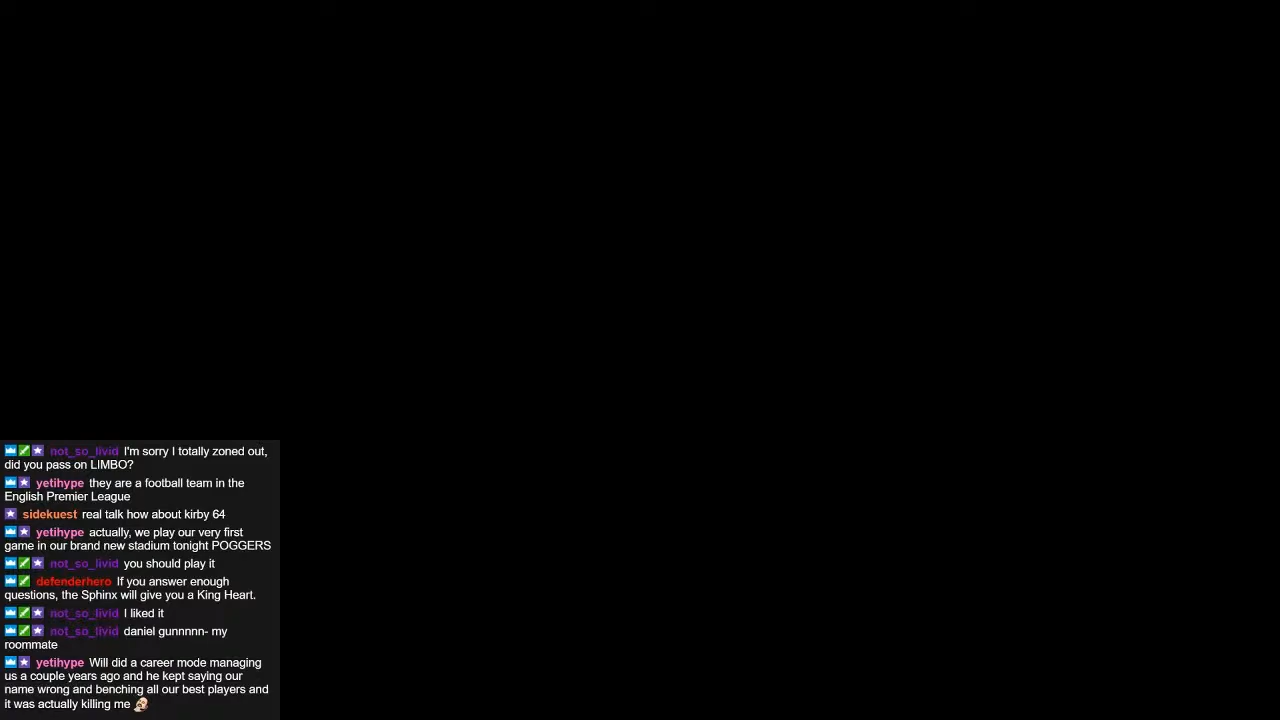 not_so_livid I'm sorry I totally zoned out,
did you pass on LIMBO?
yetihype they are a football team in the
English Premier League
sidekuest real talk how about kirby 64
yetihype actually, we play our very first
game in our brand new stadium tonight POGGERS
not_so_livid you should play it
defenderhero If you answer enough
questions, the Sphinx will give you a King Heart.
not_so_livid I liked it
not_so_livid daniel gunnnnn- my
roommate
yetihype Will did a career mode managing
us a couple years ago and he kept saying our
name wrong and benching all our best players and
it was actually killing me